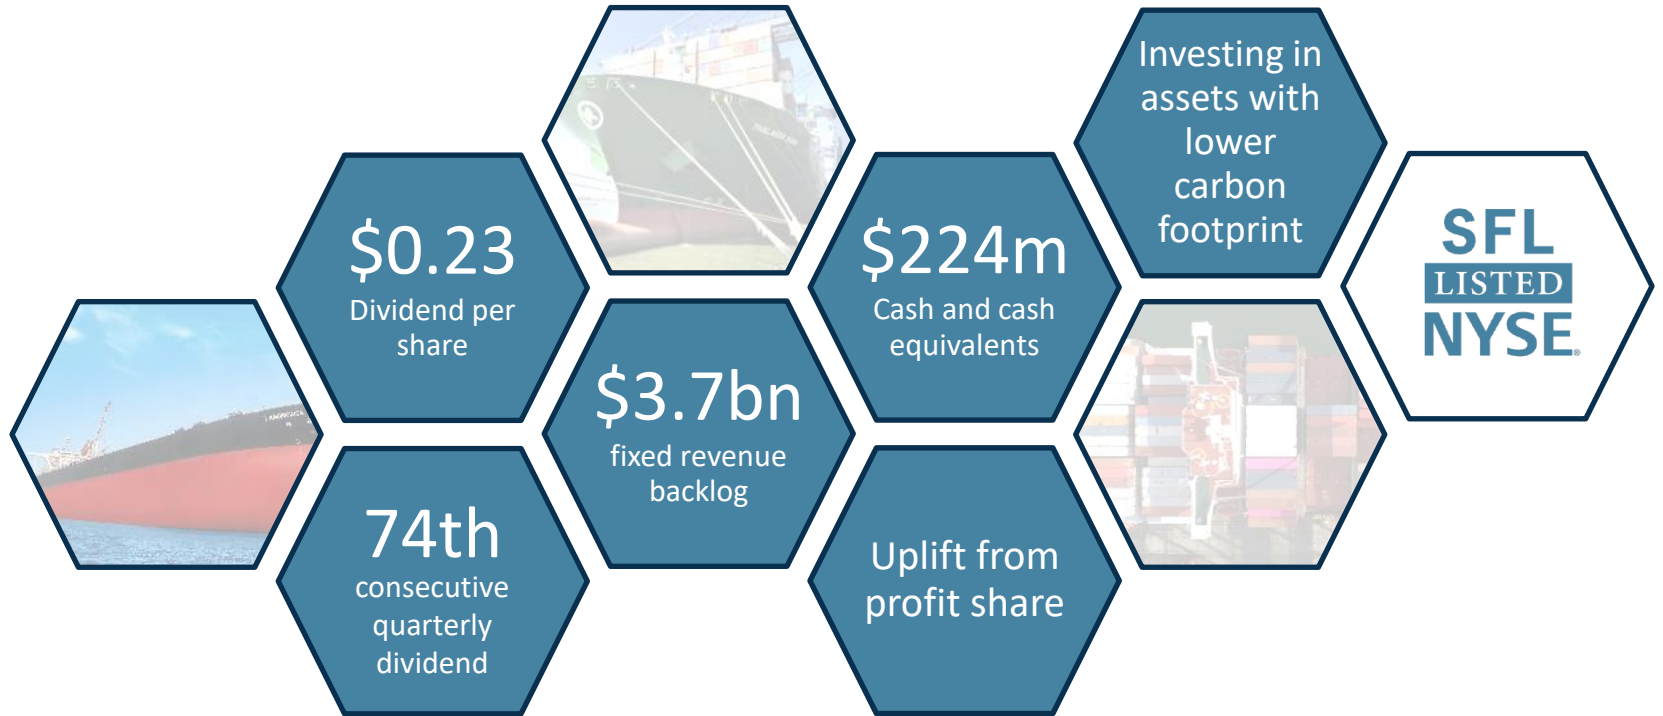 $0.23
Dividend per
share
74th
consecutive
quarterly
dividend
$3.7bn
fixed revenue
backlog
$224m
Cash and cash
equivalents
Uplift from
profit share
Investing in
assets with
lower
carbon
footprint
SFL
LISTED
NYSE®